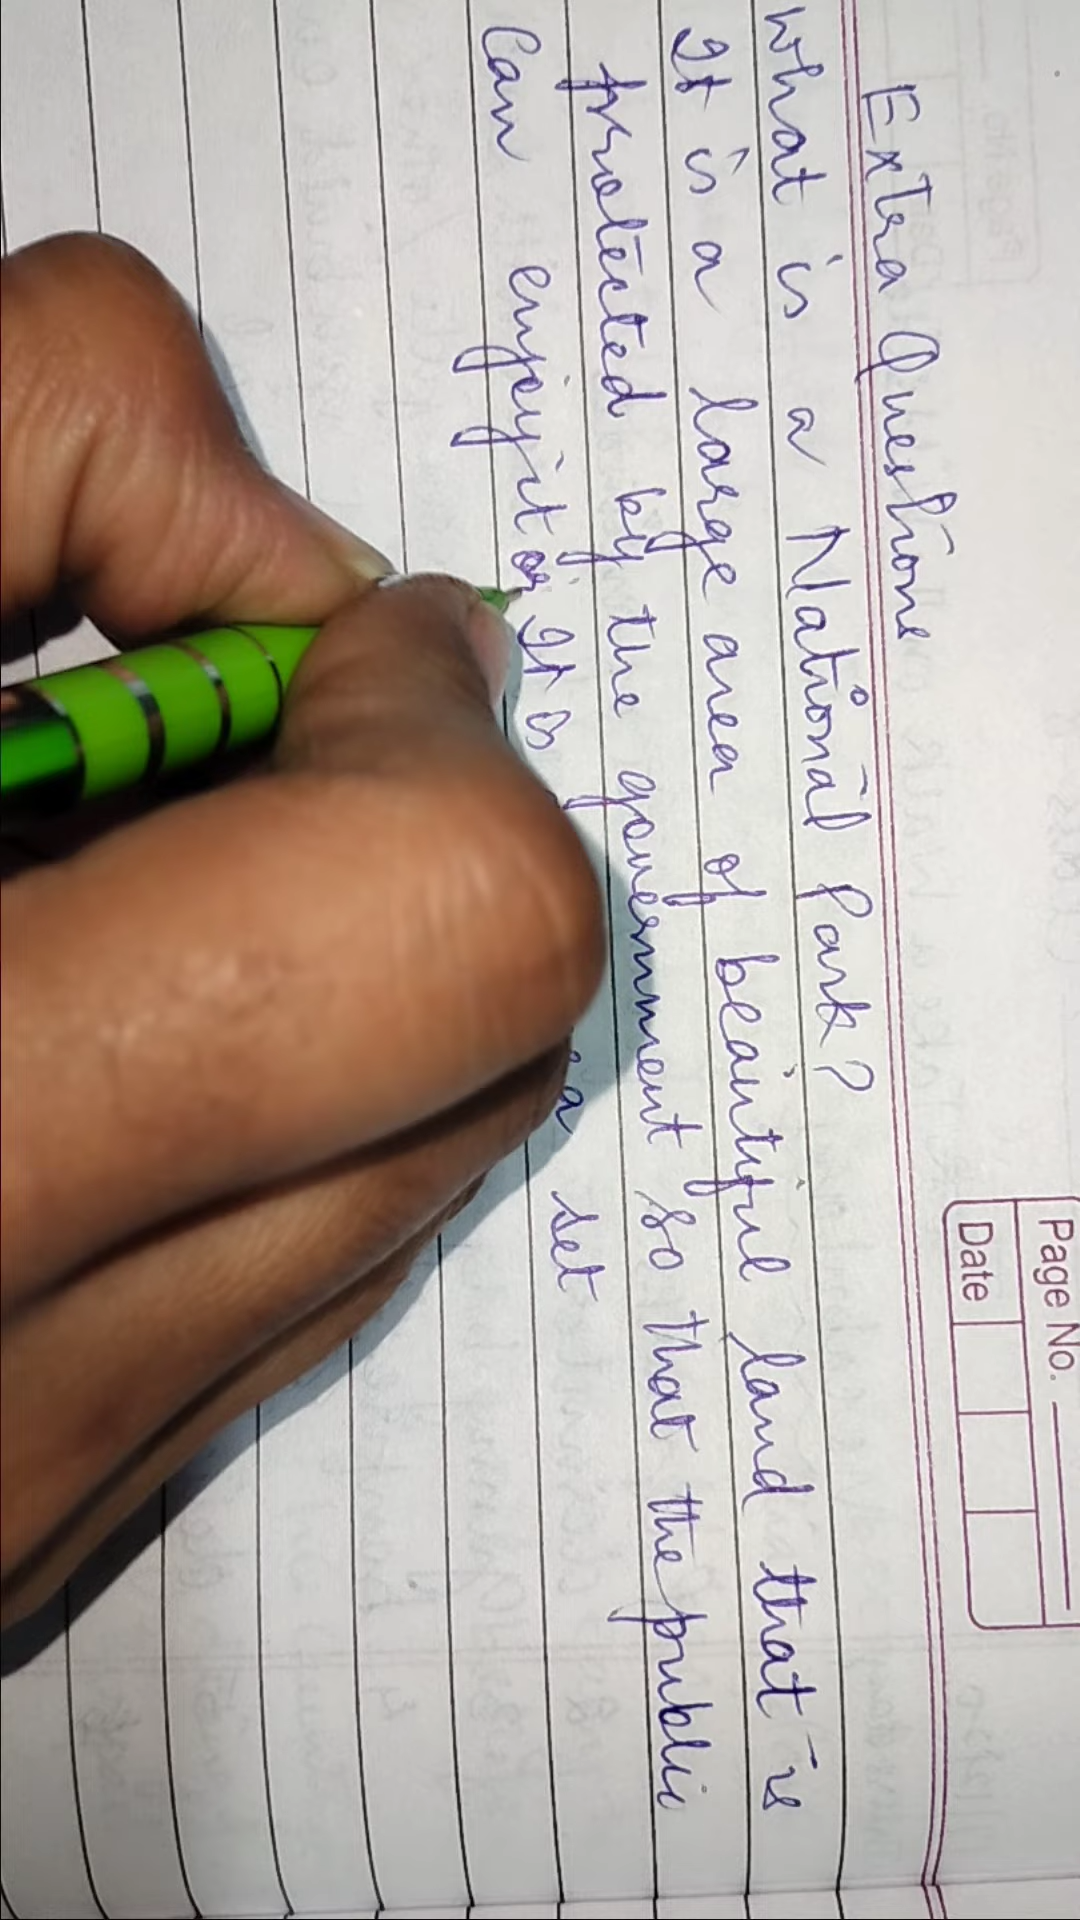 Page No.
Date
Extra Questions
What is a National Park?
It is a large area of beautiful land that is
protected by the government so that the public
Can enjoy it or It is a set